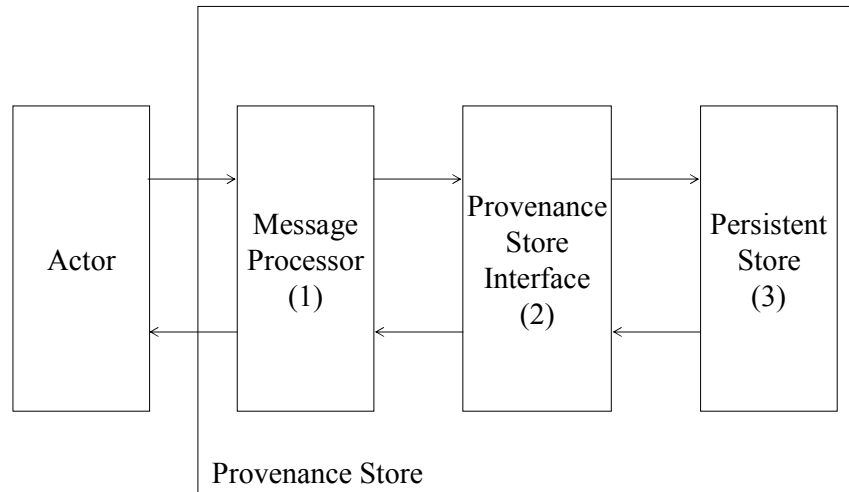 Actor
Message
Processor
(1)
Provenance
Store
Interface
(2)
Persistent
Store
(3)
Provenance Store